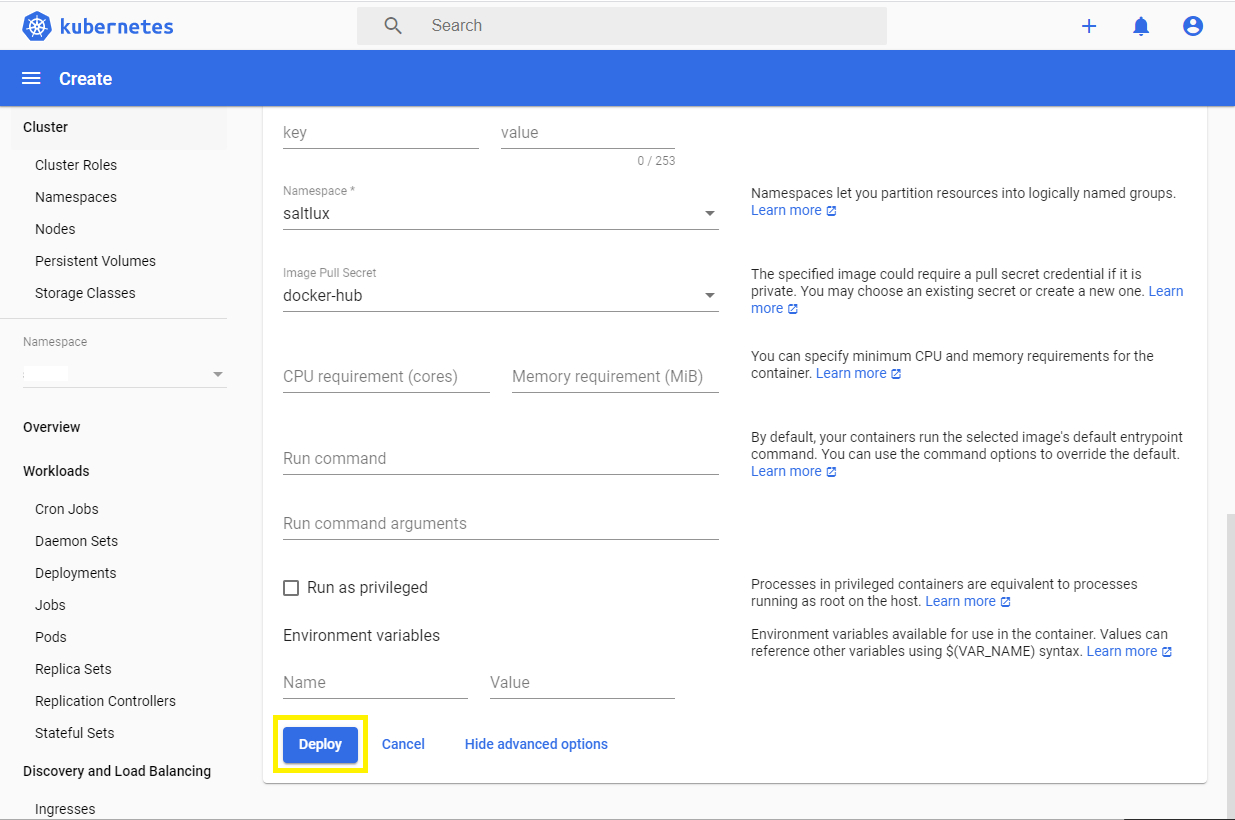 kubernetes
Search
Create
Cluster
Cluster Roles
Namespaces
Nodes
Persistent Volumes
Storage Classes
Namespace
Overview
Workloads
Cron Jobs
Daemon Sets
Deployments
Jobs
Pods
Replica Sets
Replication Controllers
Stateful Sets
Discovery and Load Balancing
Ingresses
key value
0 / 253
Namespace *
saltlux
Namespaces let you partition resources into logically named groups.
Learn more
Image Pull Secret
docker-hub
The specified image could require a pull secret credential if it is
private. You may choose an existing secret or create a new one. Learn
more
CPU requirement (cores) Memory requirement (MiB)
You can specify minimum CPU and memory requirements for the
container. Learn more
Run command
By default, your containers run the selected image's default entrypoint
command. You can use the command options to override the default.
Learn more
Run command arguments
Run as privileged
Processes in privileged containers are equivalent to processes
running as root on the host. Learn more
Environment variables
Environment variables available for use in the container. Values can
reference other variables using $(VAR_NAME) syntax. Learn more
Name Value
Deploy Cancel Hide advanced options